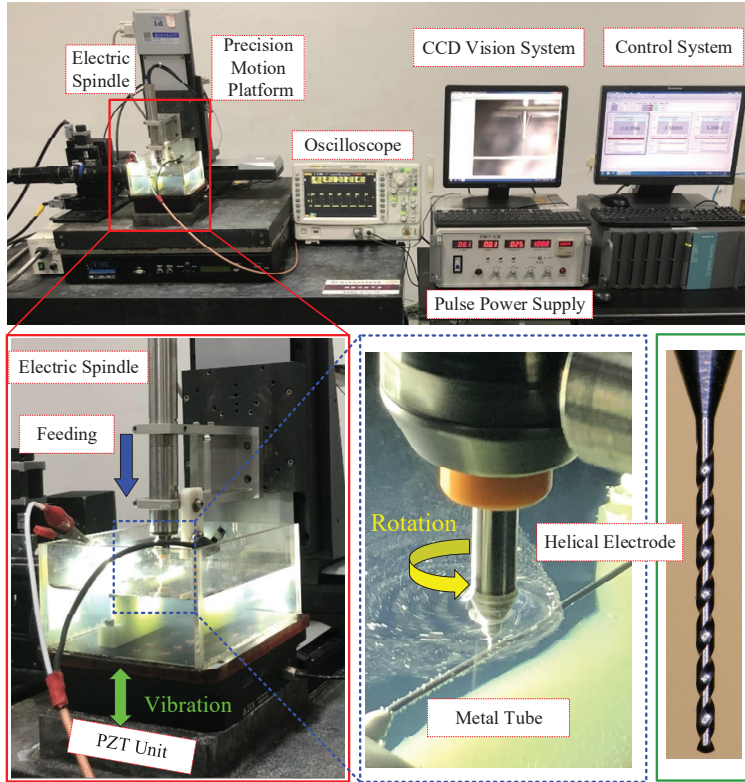 Electric
Spindle
Precision
Motion
Platform
CCD Vision System
Control System
Oscilloscope
Pulse Power Supply
Electric Spindle
Feeding
Vibration
PZT Unit
Rotation
Helical Electrode
Metal Tube